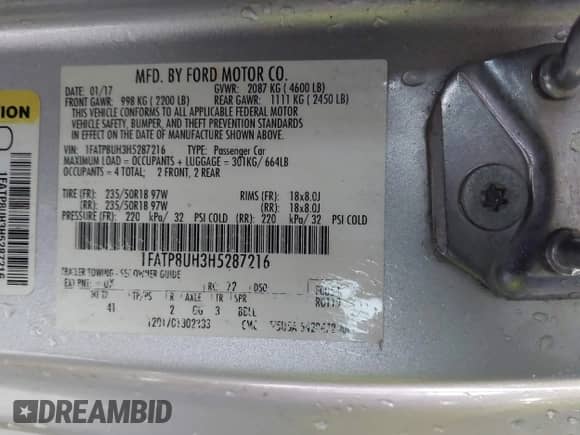 MFD. BY FORD MOTOR CO.
DATE: 01/17 GVWR: 2087 KG ( 4600 LB)
FRONT GAWR: 998 KG ( 2200 LB) REAR GAWR: 1111 KG ( 2450 LB)
THIS VEHICLE CONFORMS TO ALL APPLICABLE FEDERAL MOTOR
VEHICLE SAFETY, BUMPER, AND THEFT PREVENTION STANDARDS
IN EFFECT ON THE DATE OF MANUFACTURE SHOWN ABOVE.
VIN: 1FATP8UH3H5287216 TYPE: Passenger Car
MAXIMUM LOAD = OCCUPANTS + LUGGAGE = 301KG/ 664LB
OCCUPANTS = 4 TOTAL; 2 FRONT, 2 REAR
TIRE (FR): 235/50R18 97W RIMS (FR): 18x8.0J
(RR): 235/50R18 97W (RR): 18x8.0J
PRESSURE (FR): 220 kPa/ 32 PSI COLD (RR): 220 kPa/ 32 PSI COLD
1FATP8UH3H5287216
TRAILER TOWING - SEE OWNER GUIDE
DSO
AXLE TR SPR
41 2 3
1FATP8UH3H5287216
DREAMBID